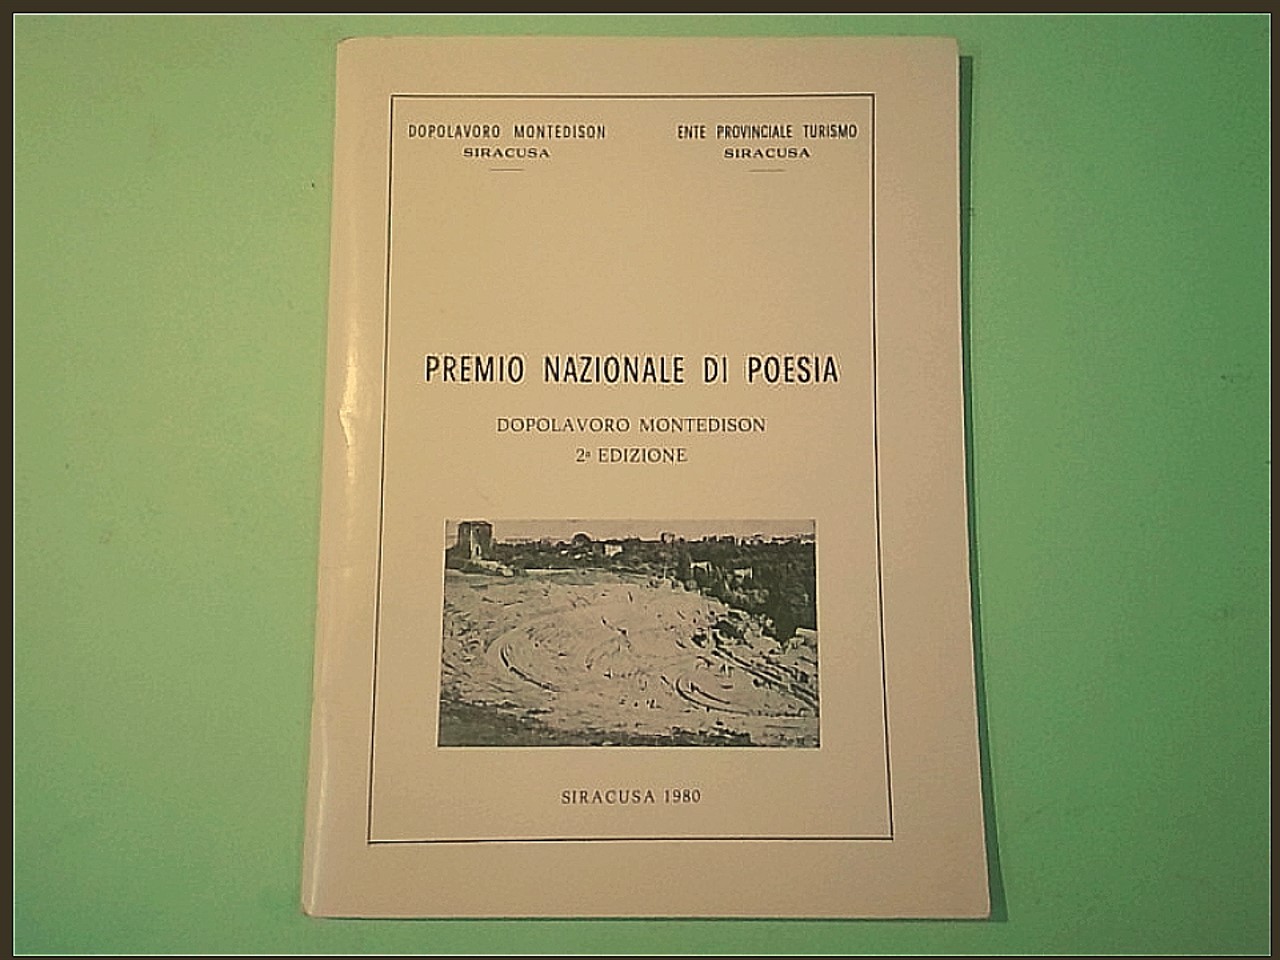 DOPOLAVORO MONTEDISON
SIRACUSA
ENTE PROVINCIALE TURISMO
SIRACUSA
PREMIO NAZIONALE DI POESIA
DOPOLAVORO MONTEDISON
2ª EDIZIONE
SIRACUSA 1980